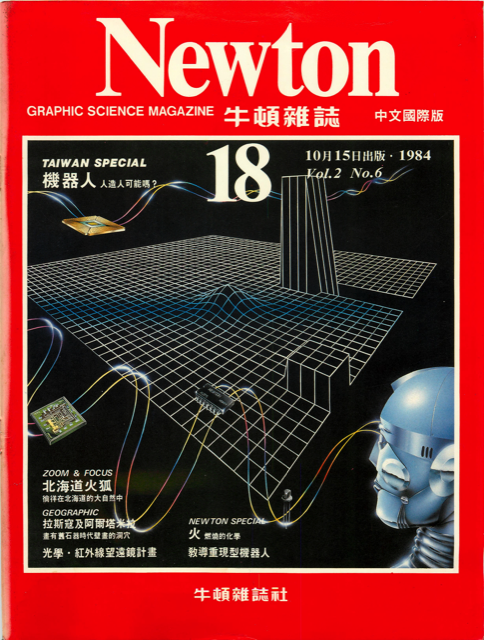 Newton
GRAPHIC SCIENCE MAGAZINE 牛頓雜誌 中文國際版
TAIWAN SPECIAL
機器人 人造人可能嗎?
18
10月15日出版·1984
Vol.2 No.6
ZOOM & FOCUS
北海道火狐
徜徉在北海道的大自然中
GEOGRAPHIC
拉斯寇及阿爾塔米拉
畫有舊石器時代壁畫的洞穴
光學·紅外線望遠鏡計畫
NEWTON SPECIAL
火 燃燒的化學
教導重現型機器人
牛頓雜誌社